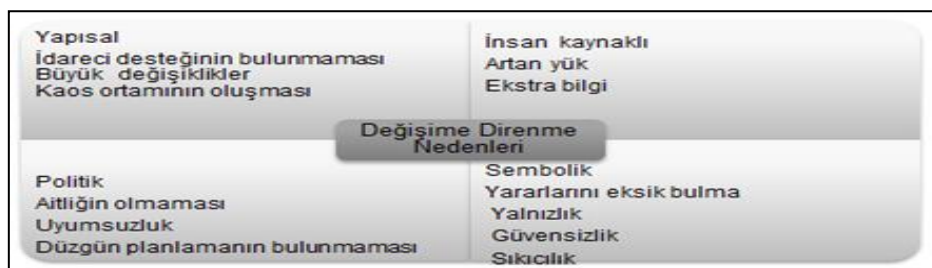 Yapısal
İdareci desteğinin bulunmaması
Büyük değişiklikler
Kaos ortamının oluşması
İnsan kaynaklı
Artan yük
Ekstra bilgi
Değişime Direnme
Nedenleri
Politik
Aitliğin olmaması
Uyumsuzluk
Düzgün planlamanın bulunmaması
Sembolik
Yararlarını eksik bulma
Yalnızlık
Güvensizlik
Sıkıcılık